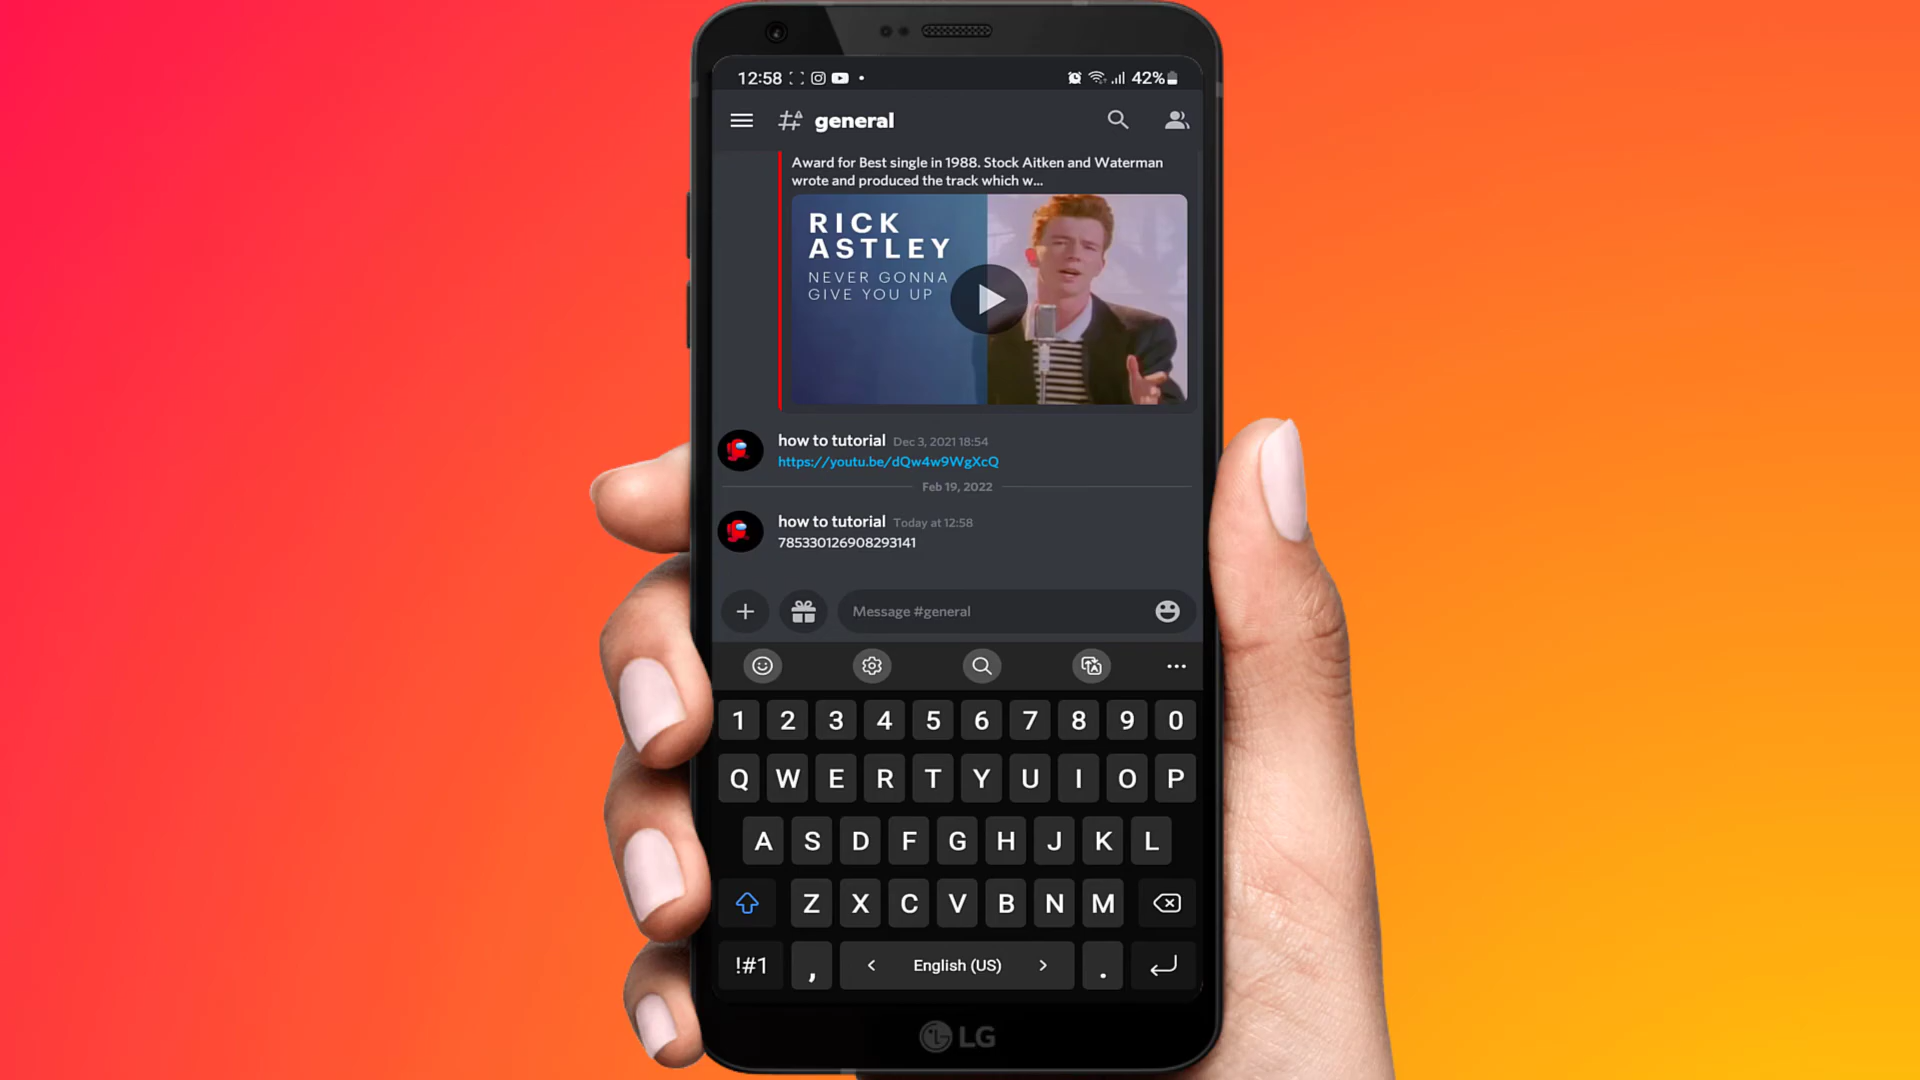 12:58
42%
general
Award for Best single in 1988. Stock Aitken and Waterman
wrote and produced the track which w...
RICK
ASTLEY
NEVER GONNA
GIVE YOU UP
how to tutorial Dec 3, 2021 18:54
https://youtu.be/dQw4w9WgXcQ
Feb 19, 2022
how to tutorial Today at 12:58
785330126908293141
Message #general
1 2 3 4 5 6 7 8 9 0
Q W E R T Y U I O P
A S D F G H J K L
Z X C V B N M
!#1 , < English (US) > .
LG